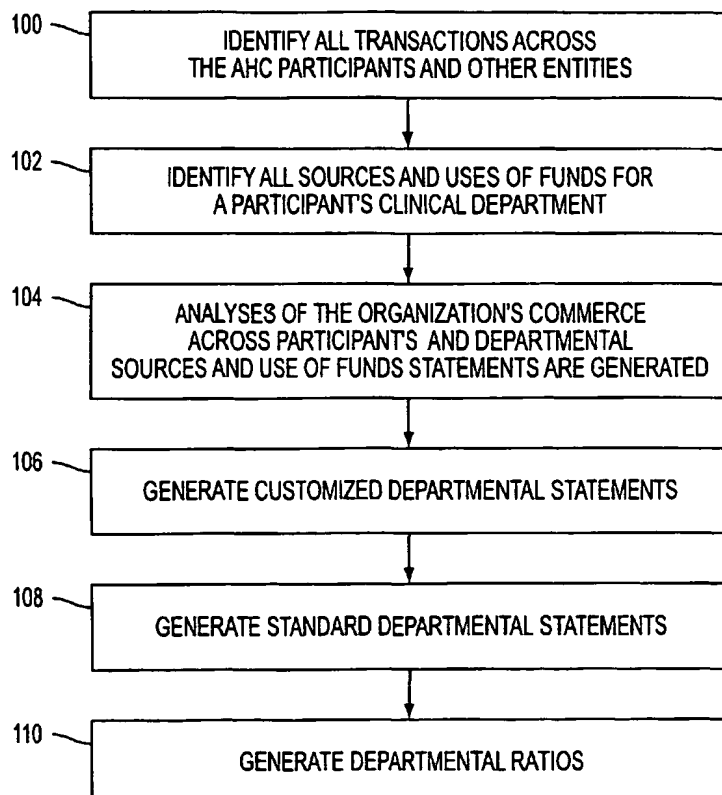 100
IDENTIFY ALL TRANSACTIONS ACROSS
THE AHC PARTICIPANTS AND OTHER ENTITIES
102
IDENTIFY ALL SOURCES AND USES OF FUNDS FOR
A PARTICIPANT'S CLINICAL DEPARTMENT
104
ANALYSES OF THE ORGANIZATION'S COMMERCE
ACROSS PARTICIPANT'S AND DEPARTMENTAL
SOURCES AND USE OF FUNDS STATEMENTS ARE GENERATED
106
GENERATE CUSTOMIZED DEPARTMENTAL STATEMENTS
108
GENERATE STANDARD DEPARTMENTAL STATEMENTS
110
GENERATE DEPARTMENTAL RATIOS